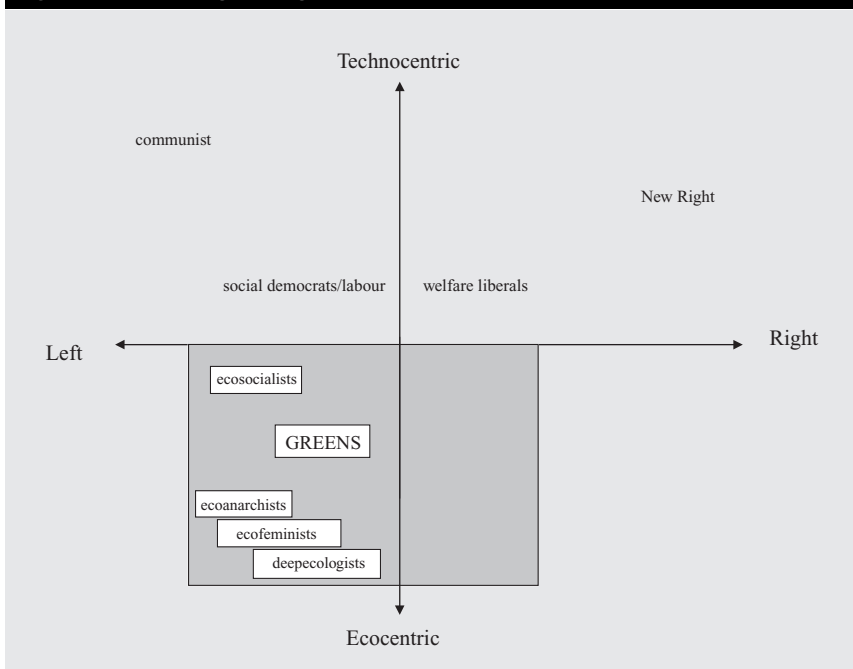 Technocentric
communist
New Right
social democrats/labour
welfare liberals
Left
Right
ecosocialists
GREENS
ecoanarchists
ecofeminists
deepecologists
Ecocentric